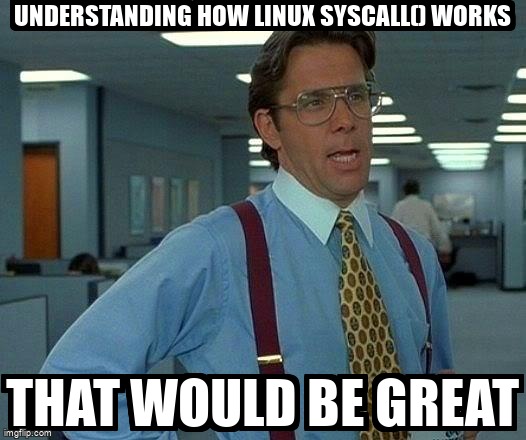 UNDERSTANDING HOW LINUX SYSCALL() WORKS
THAT WOULD BE GREAT
imgflip.com